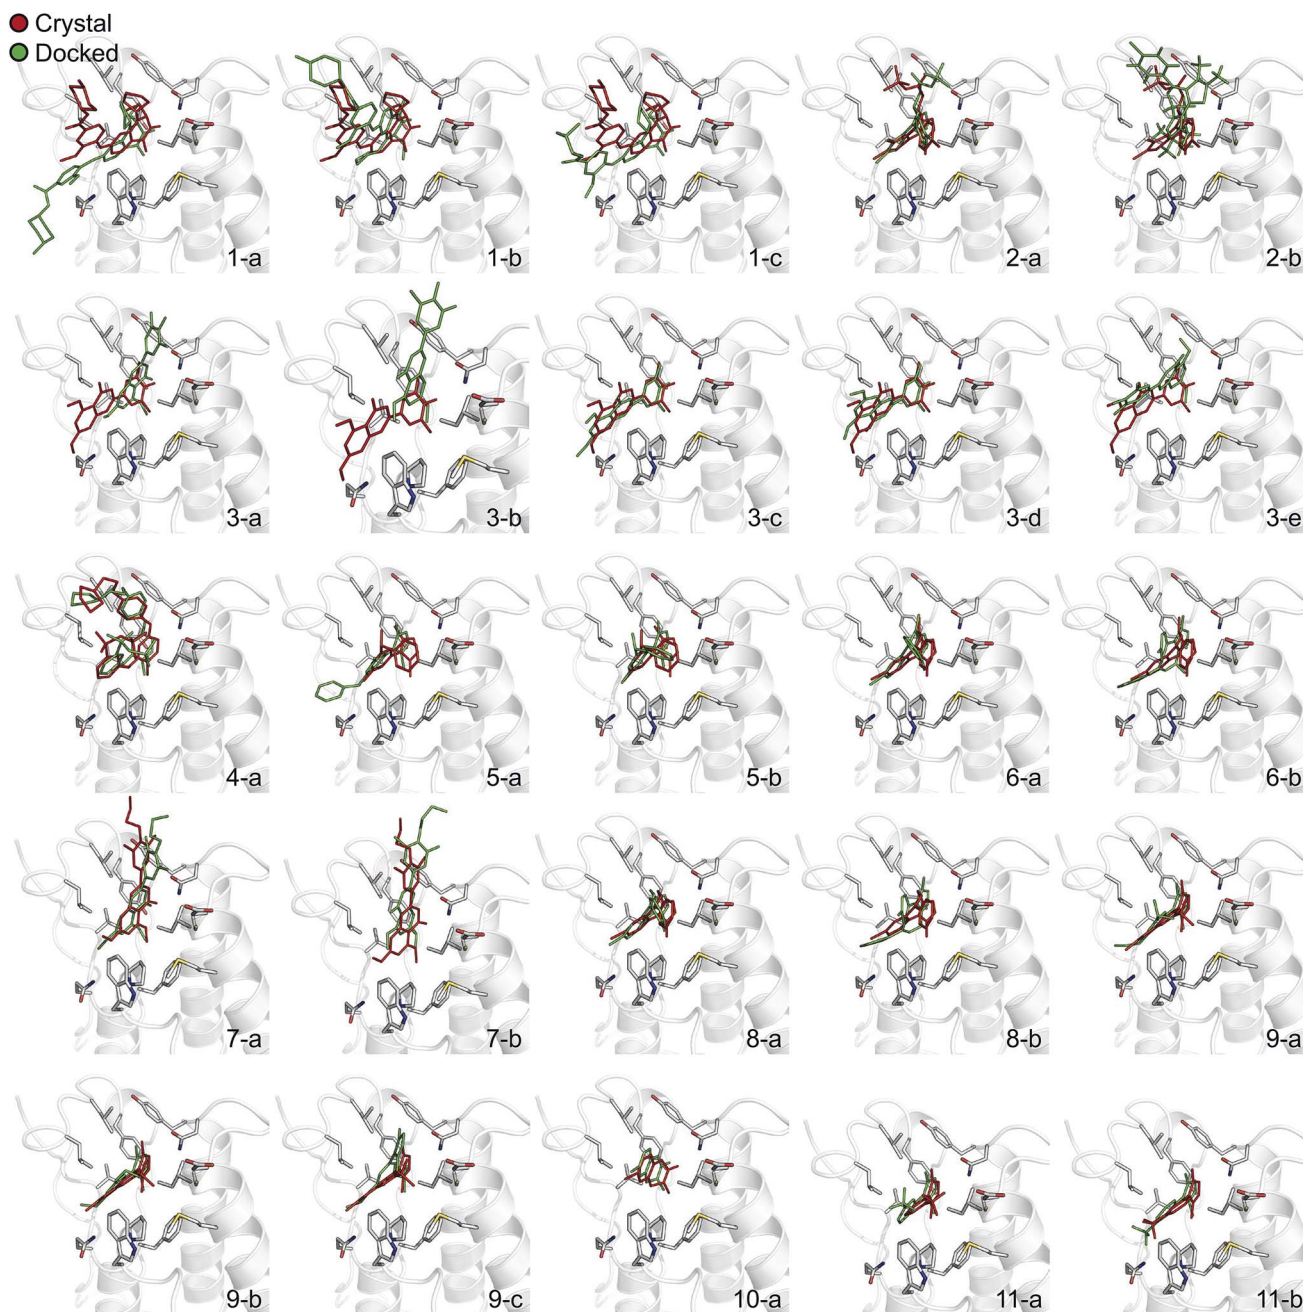 Crystal
Docked
1-a
1-b
1-c
2-a
2-b
3-a
3-b
3-c
3-d
3-e
4-a
5-a
5-b
6-a
6-b
7-a
7-b
8-a
8-b
9-a
9-b
9-c
10-a
11-a
11-b